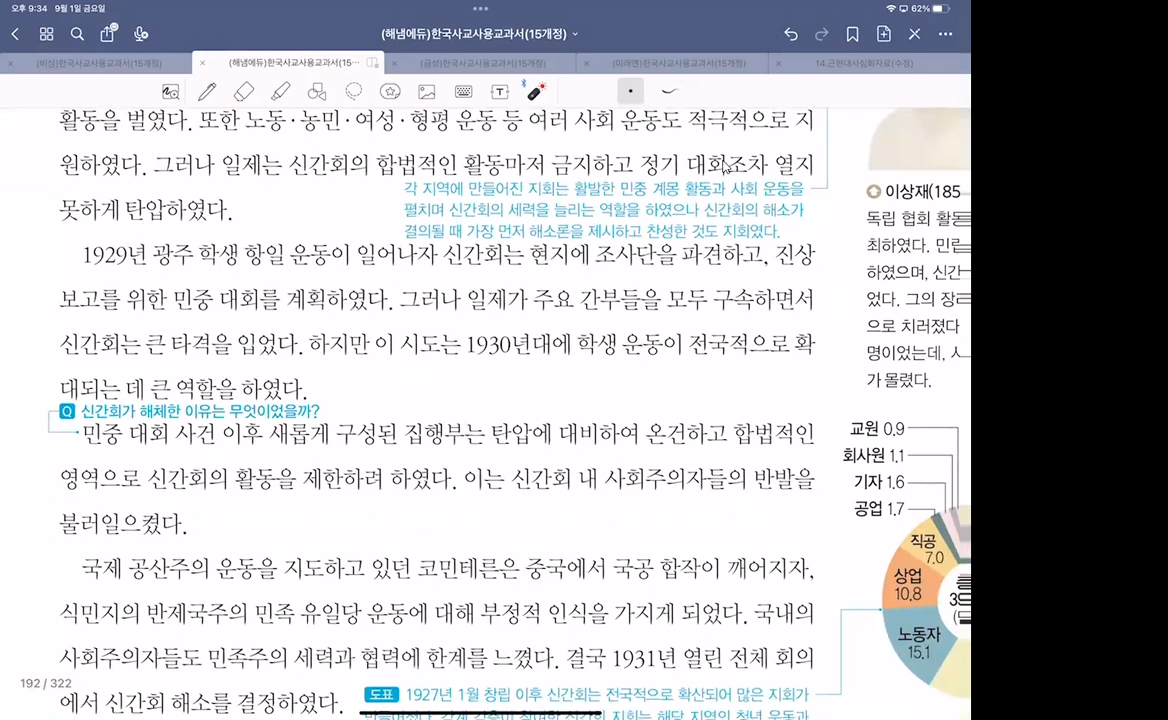 오후 9:34 9월 1일 금요일
62%
(해냄에듀)한국사교사용교과서(15개정)
(비상)한국사교사용교과서(15개정)
(해냄에듀)한국사교사용교과서(15···
(금성)한국사교사용교과서(15개정)
(미래엔)한국사교사용교과서(15개정)
14.근현대사심화자료(수정)
활동을 벌였다. 또한 노동·농민·여성·형평 운동 등 여러 사회 운동도 적극적으로 지
원하였다. 그러나 일제는 신간회의 합법적인 활동마저 금지하고 정기 대회조차 열지
각 지역에 만들어진 지회는 활발한 민중 계몽 활동과 사회 운동을
못하게 탄압하였다.
펼치며 신간회의 세력을 늘리는 역할을 하였으나 신간회의 해소가
결의될 때 가장 먼저 해소론을 제시하고 찬성한 것도 지회였다.
1929년 광주 학생 항일 운동이 일어나자 신간회는 현지에 조사단을 파견하고, 진상
보고를 위한 민중 대회를 계획하였다. 그러나 일제가 주요 간부들을 모두 구속하면서
신간회는 큰 타격을 입었다. 하지만 이 시도는 1930년대에 학생 운동이 전국적으로 확
대되는 데 큰 역할을 하였다.
Q 신간회가 해체한 이유는 무엇이었을까?
민중 대회 사건 이후 새롭게 구성된 집행부는 탄압에 대비하여 온건하고 합법적인
영역으로 신간회의 활동을 제한하려 하였다. 이는 신간회 내 사회주의자들의 반발을
불러일으켰다.
국제 공산주의 운동을 지도하고 있던 코민테른은 중국에서 국공 합작이 깨어지자,
식민지의 반제국주의 민족 유일당 운동에 대해 부정적 인식을 가지게 되었다. 국내의
사회주의자들도 민족주의 세력과 협력에 한계를 느꼈다. 결국 1931년 열린 전체 회의
에서 신간회 해소를 결정하였다.
192 / 322
도표 1927년 1월 창립 이후 신간회는 전국적으로 확산되어 많은 지회가
이상재(185
독립 협회 활동
최하였다. 민립
하였으며, 신간
었다. 그의 장
으로 치러졌다
명이었는데,
가 몰렸다.
교원 0.9
회사원 1.1
기자 1.6
공업 1.7
직공
7.0
상업
10.8
노동자
15.1